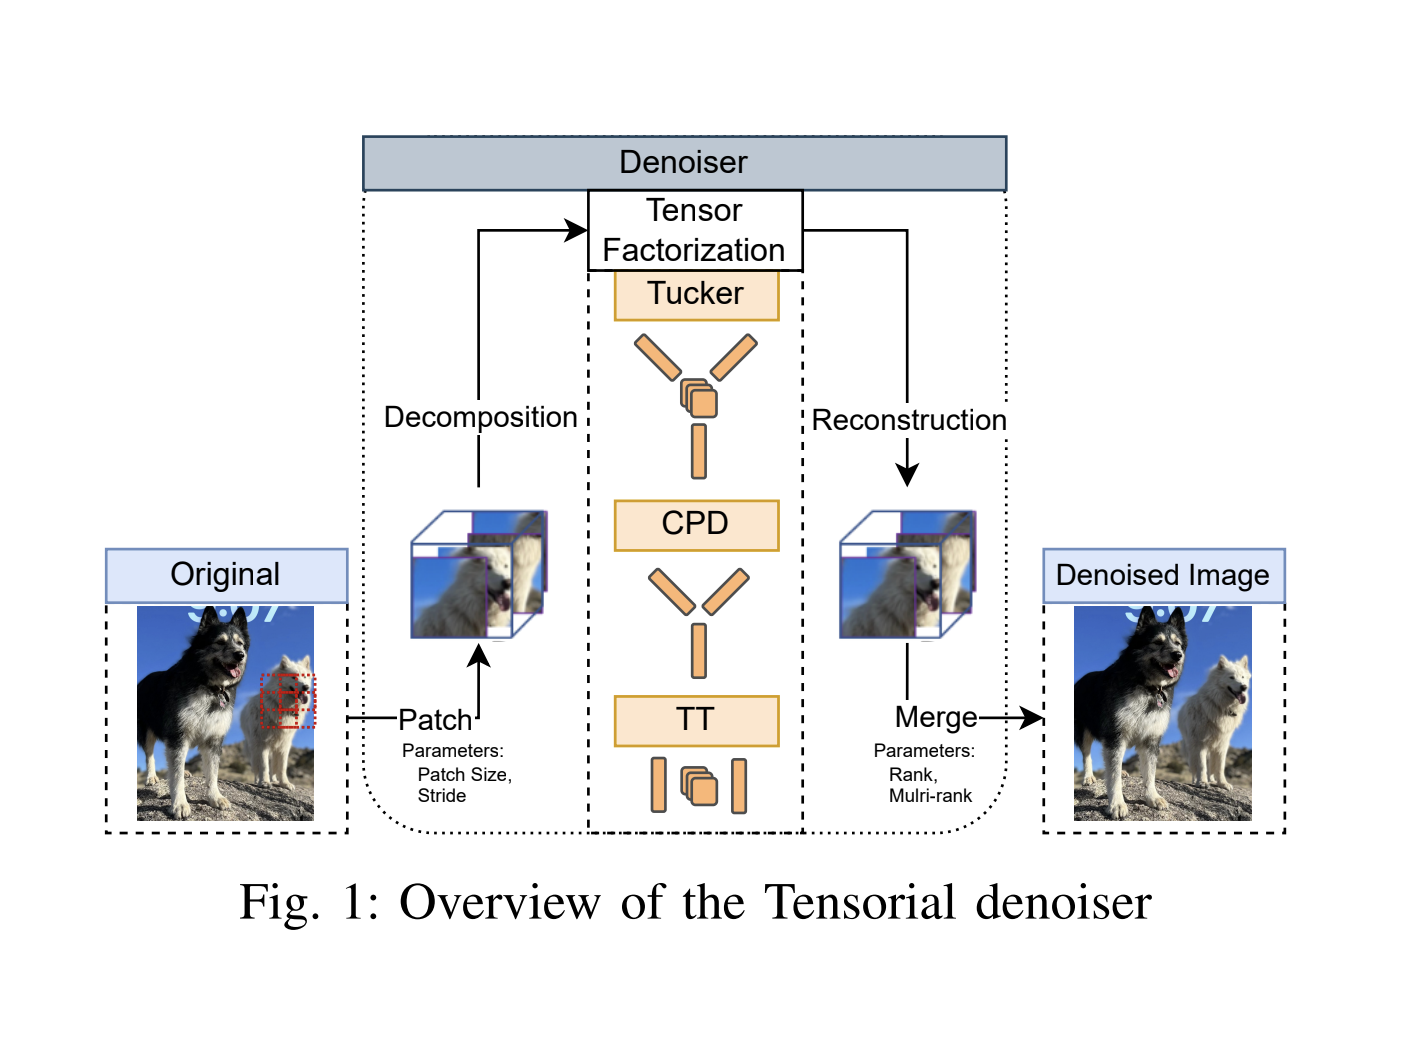 Denoiser
Tensor
Factorization
Tucker
Decomposition
Reconstruction
CPD
Original
Denoised Image
TT
Patch
Parameters:
Patch Size,
Stride
Merge
Parameters:
Rank,
Mulri-rank
Fig. 1: Overview of the Tensorial denoiser